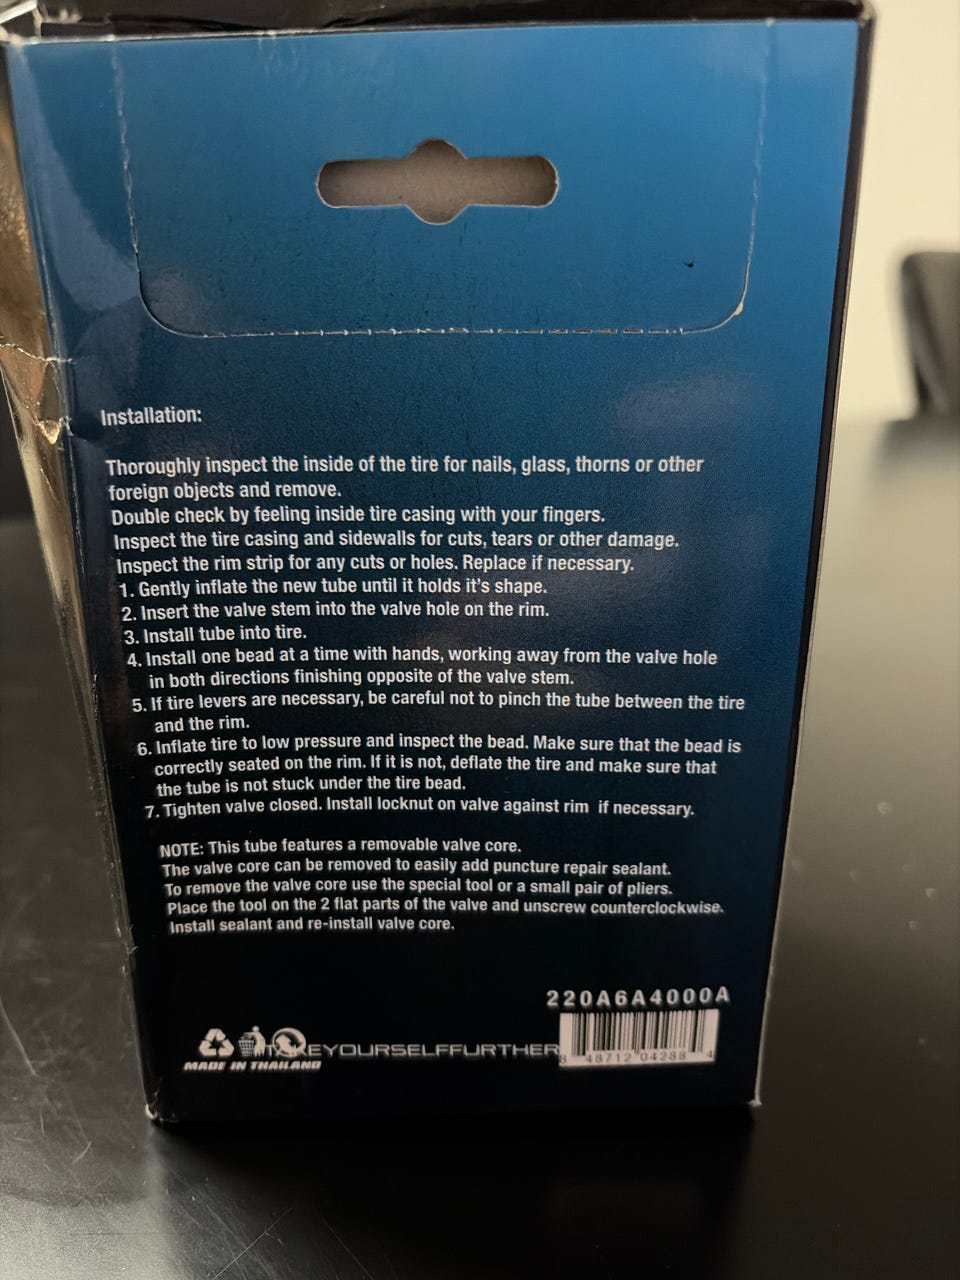 Installation:
Thoroughly inspect the inside of the tire for nails, glass, thorns or other
foreign objects and remove.
Double check by feeling inside tire casing with your fingers.
Inspect the tire casing and sidewalls for cuts, tears or other damage.
Inspect the rim strip for any cuts or holes. Replace if necessary.
1. Gently inflate the new tube until it holds it's shape.
2. Insert the valve stem into the valve hole on the rim.
3. Install tube into tire.
4. Install one bead at a time with hands, working away from the valve hole
in both directions finishing opposite of the valve stem.
5. If tire levers are necessary, be careful not to pinch the tube between the tire
and the rim.
6. Inflate tire to low pressure and inspect the bead. Make sure that the bead is
correctly seated on the rim. If it is not, deflate the tire and make sure that
the tube is not stuck under the tire bead.
7. Tighten valve closed. Install locknut on valve against rim if necessary.
NOTE: This tube features a removable valve core.
The valve core can be removed to easily add puncture repair sealant.
To remove the valve core use the special tool or a small pair of pliers.
Place the tool on the 2 flat parts of the valve and unscrew counterclockwise.
Install sealant and re-install valve core.
220A6A4000A
TAKEYOURSELFFURTHER
8 48712 04288 4
MADE IN THAILAND